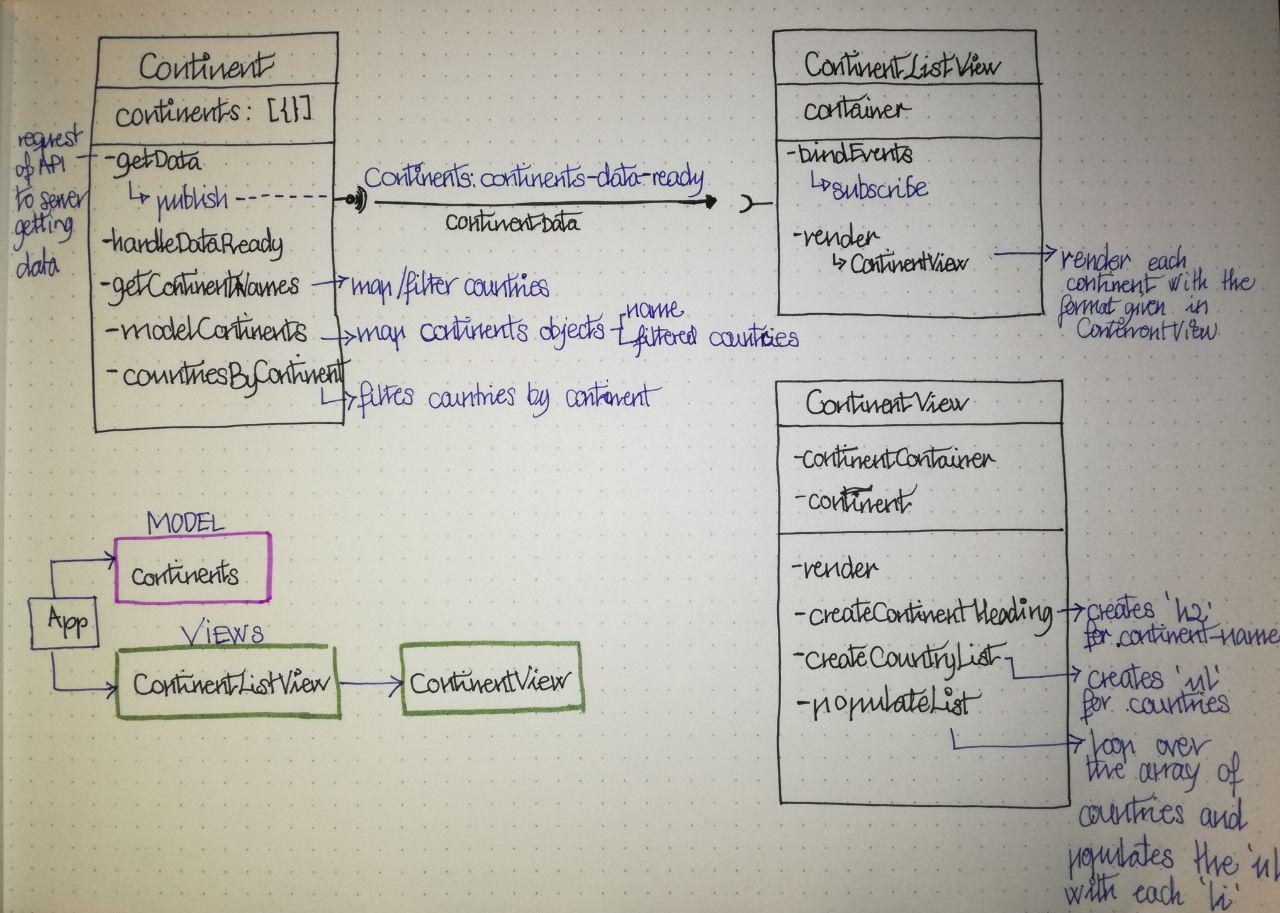 Continent
continents: [{}]
request
of API
to server
getting
data
-getData
↳ publish
-handleDataReady
-getContinentNames
→ map/filter countries
-modelContinents
→ map continents objects
name
filtered countries
-countriesByContinent
→ filtres countries by continent
Continents: continents-data-ready
continentData
ContinentListView
container
-bindEvents
↳ subscribe
-render
↳ ContinentView
→ render each
continent with the
format given in
ContinentView
ContinentView
-continentContainer
-continent
-render
-createContinentHeading
→ creates 'h2'
for.continent-name
-createCountryList
→ creates 'ul'
for .countries
-populateList
→ loop over
the array of
countries and
populates the 'ul
with each 'li'
MODEL
continents
App
VIEWS
ContinentListView
ContinentView